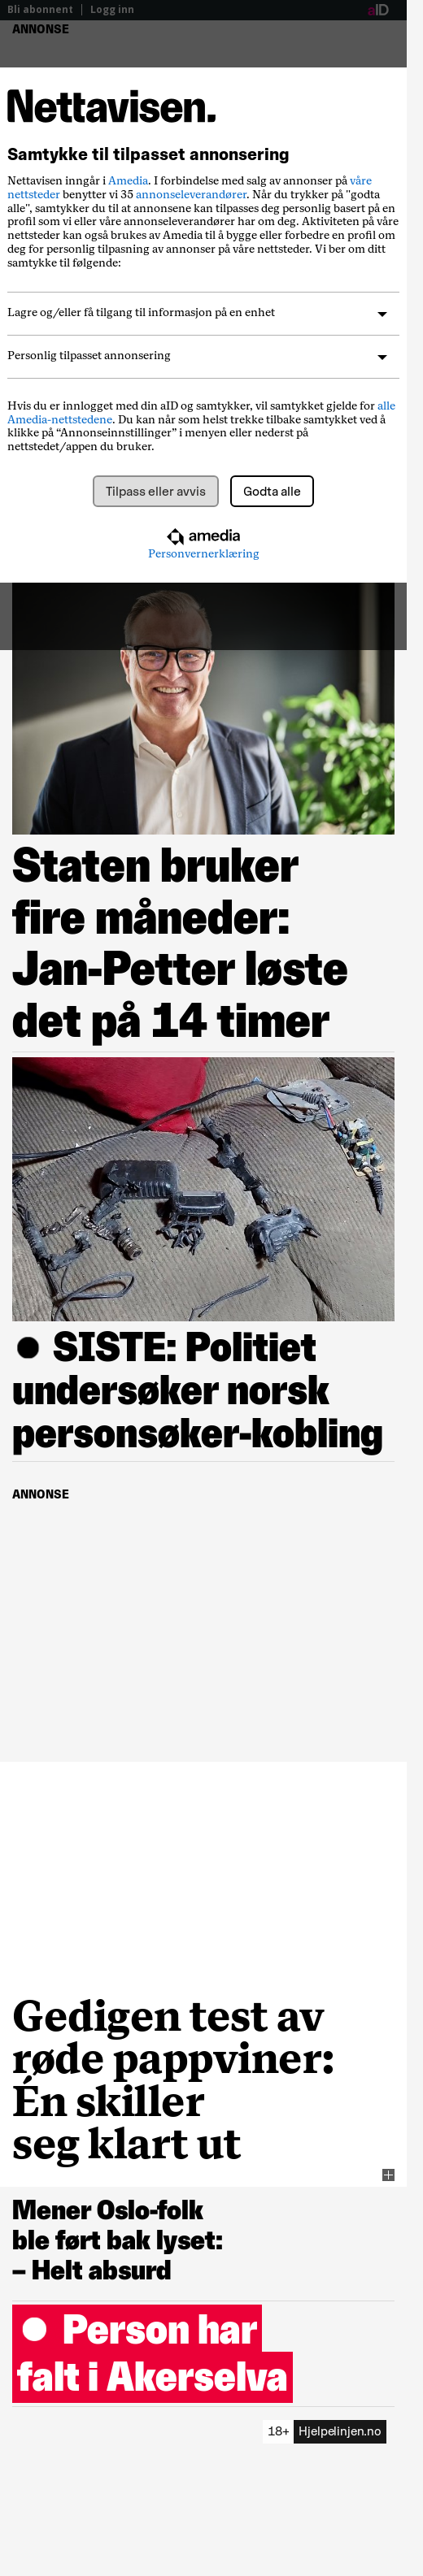 Bli abonnent | Logg inn
aID
ANNONSE
Nettavisen.
Samtykke til tilpasset annonsering
Nettavisen ingår i Amedia. I forbindelse med salg av annonser på våre
nettsteder benytter vi 35 annonseleverandører. Når du trykker på "godta
alle", samtykker du til at annonsene kan tilpasses deg personlig basert på en
profil som vi eller våre annonseleverandører har om deg. Aktiviteten på våre
nettsteder kan også brukes av Amedia til å bygge eller forbedre en profil om
deg for personlig tilpasning av annonser på våre nettsteder. Vi ber om ditt
samtykke til følgende:
Lagre og/eller få tilgang til informasjon på en enhet
Personlig tilpasset annonsering
Hvis du er innlogget med din aID og samtykker, vil samtykket gjelde for alle
Amedia-nettstedene. Du kan når som helst trekke tilbake samtykket ved å
klikke på “Annonseinnstillinger” i menyen eller nederst på
nettstedet/appen du bruker.
Tilpass eller avvis
Godta alle
amedia
Personvernerklæring
Staten bruker
fire måneder:
Jan-Petter løste
det på 14 timer
SISTE: Politiet
undersøker norsk
personsøker-kobling
ANNONSE
Gedigen test av
røde pappviner:
Én skiller
seg klart ut
Mener Oslo-folk
ble ført bak lyset:
– Helt absurd
Person har
falt i Akerselva
18+ Hjelpelinjen.no